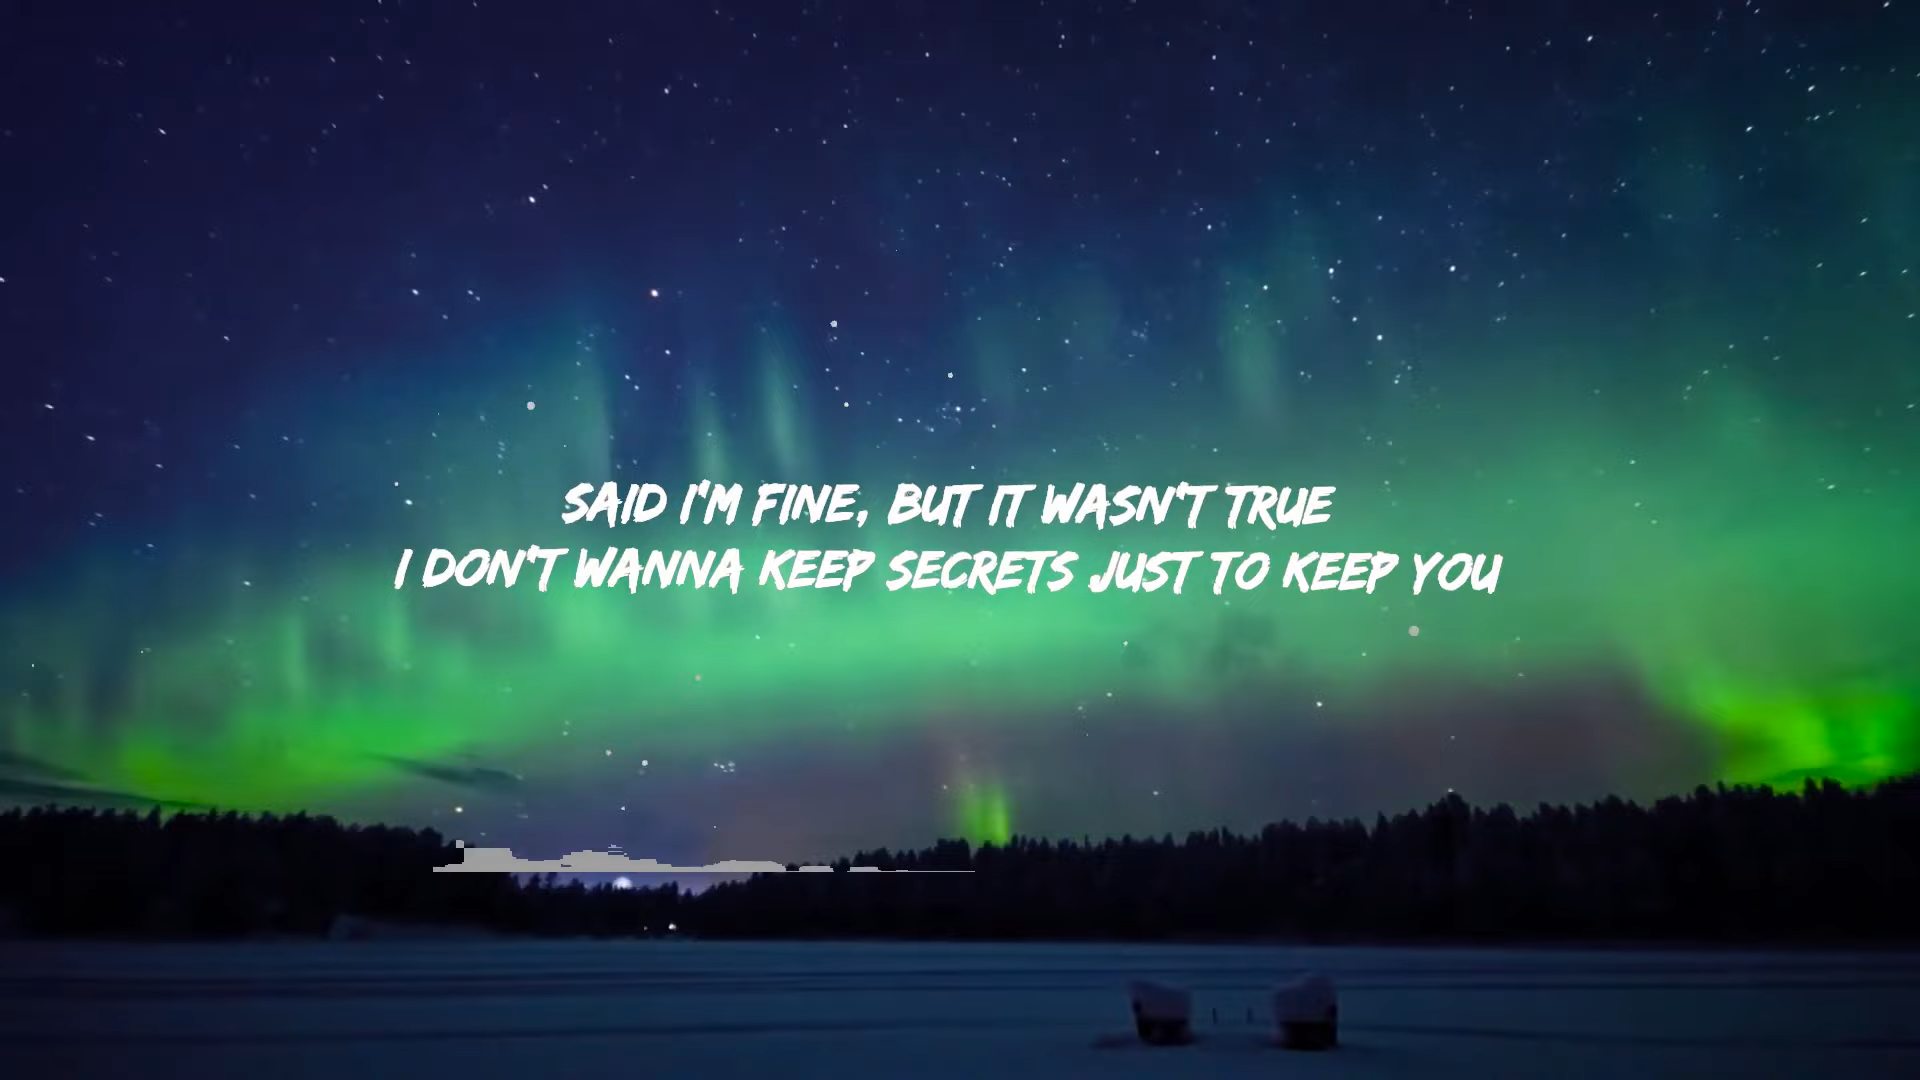 SAID I'M FINE, BUT IT WASN'T TRUE
I DON'T WANNA KEEP SECRETS JUST TO KEEP YOU